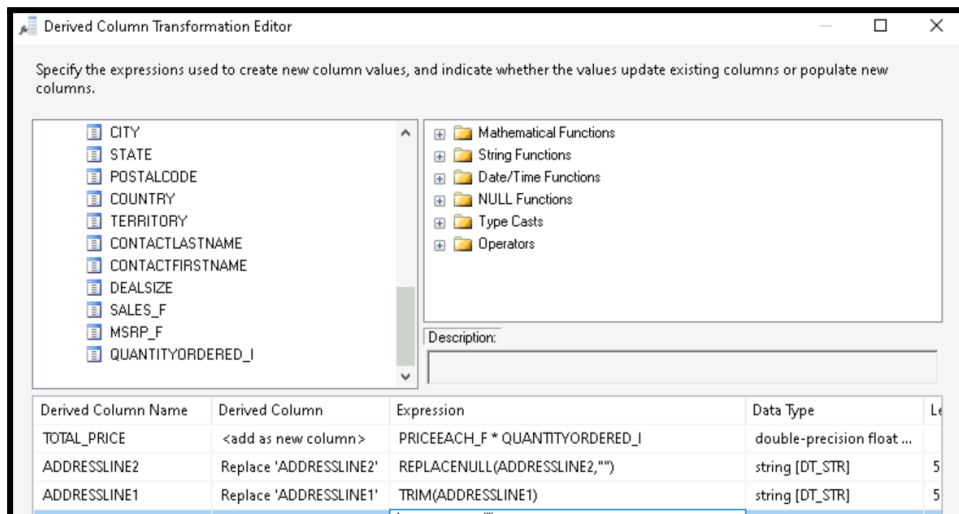 Derived Column Transformation Editor
Specify the expressions used to create new column values, and indicate whether the values update existing columns or populate new
columns.
CITY
STATE
POSTALCODE
COUNTRY
TERRITORY
CONTACTLASTNAME
CONTACTFIRSTNAME
DEALSIZE
SALES_F
MSRP_F
QUANTITYORDERED_I
Mathematical Functions
String Functions
Date/Time Functions
NULL Functions
Type Casts
Operators
Description:
Derived Column Name Derived Column Expression Data Type Le
TOTAL_PRICE <add as new column> PRICEEACH_F * QUANTITYORDERED_I double-precision float ...
ADDRESSLINE2 Replace 'ADDRESSLINE2' REPLACENULL(ADDRESSLINE2,"") string [DT_STR] 5
ADDRESSLINE1 Replace 'ADDRESSLINE1' TRIM(ADDRESSLINE1) string [DT_STR] 5